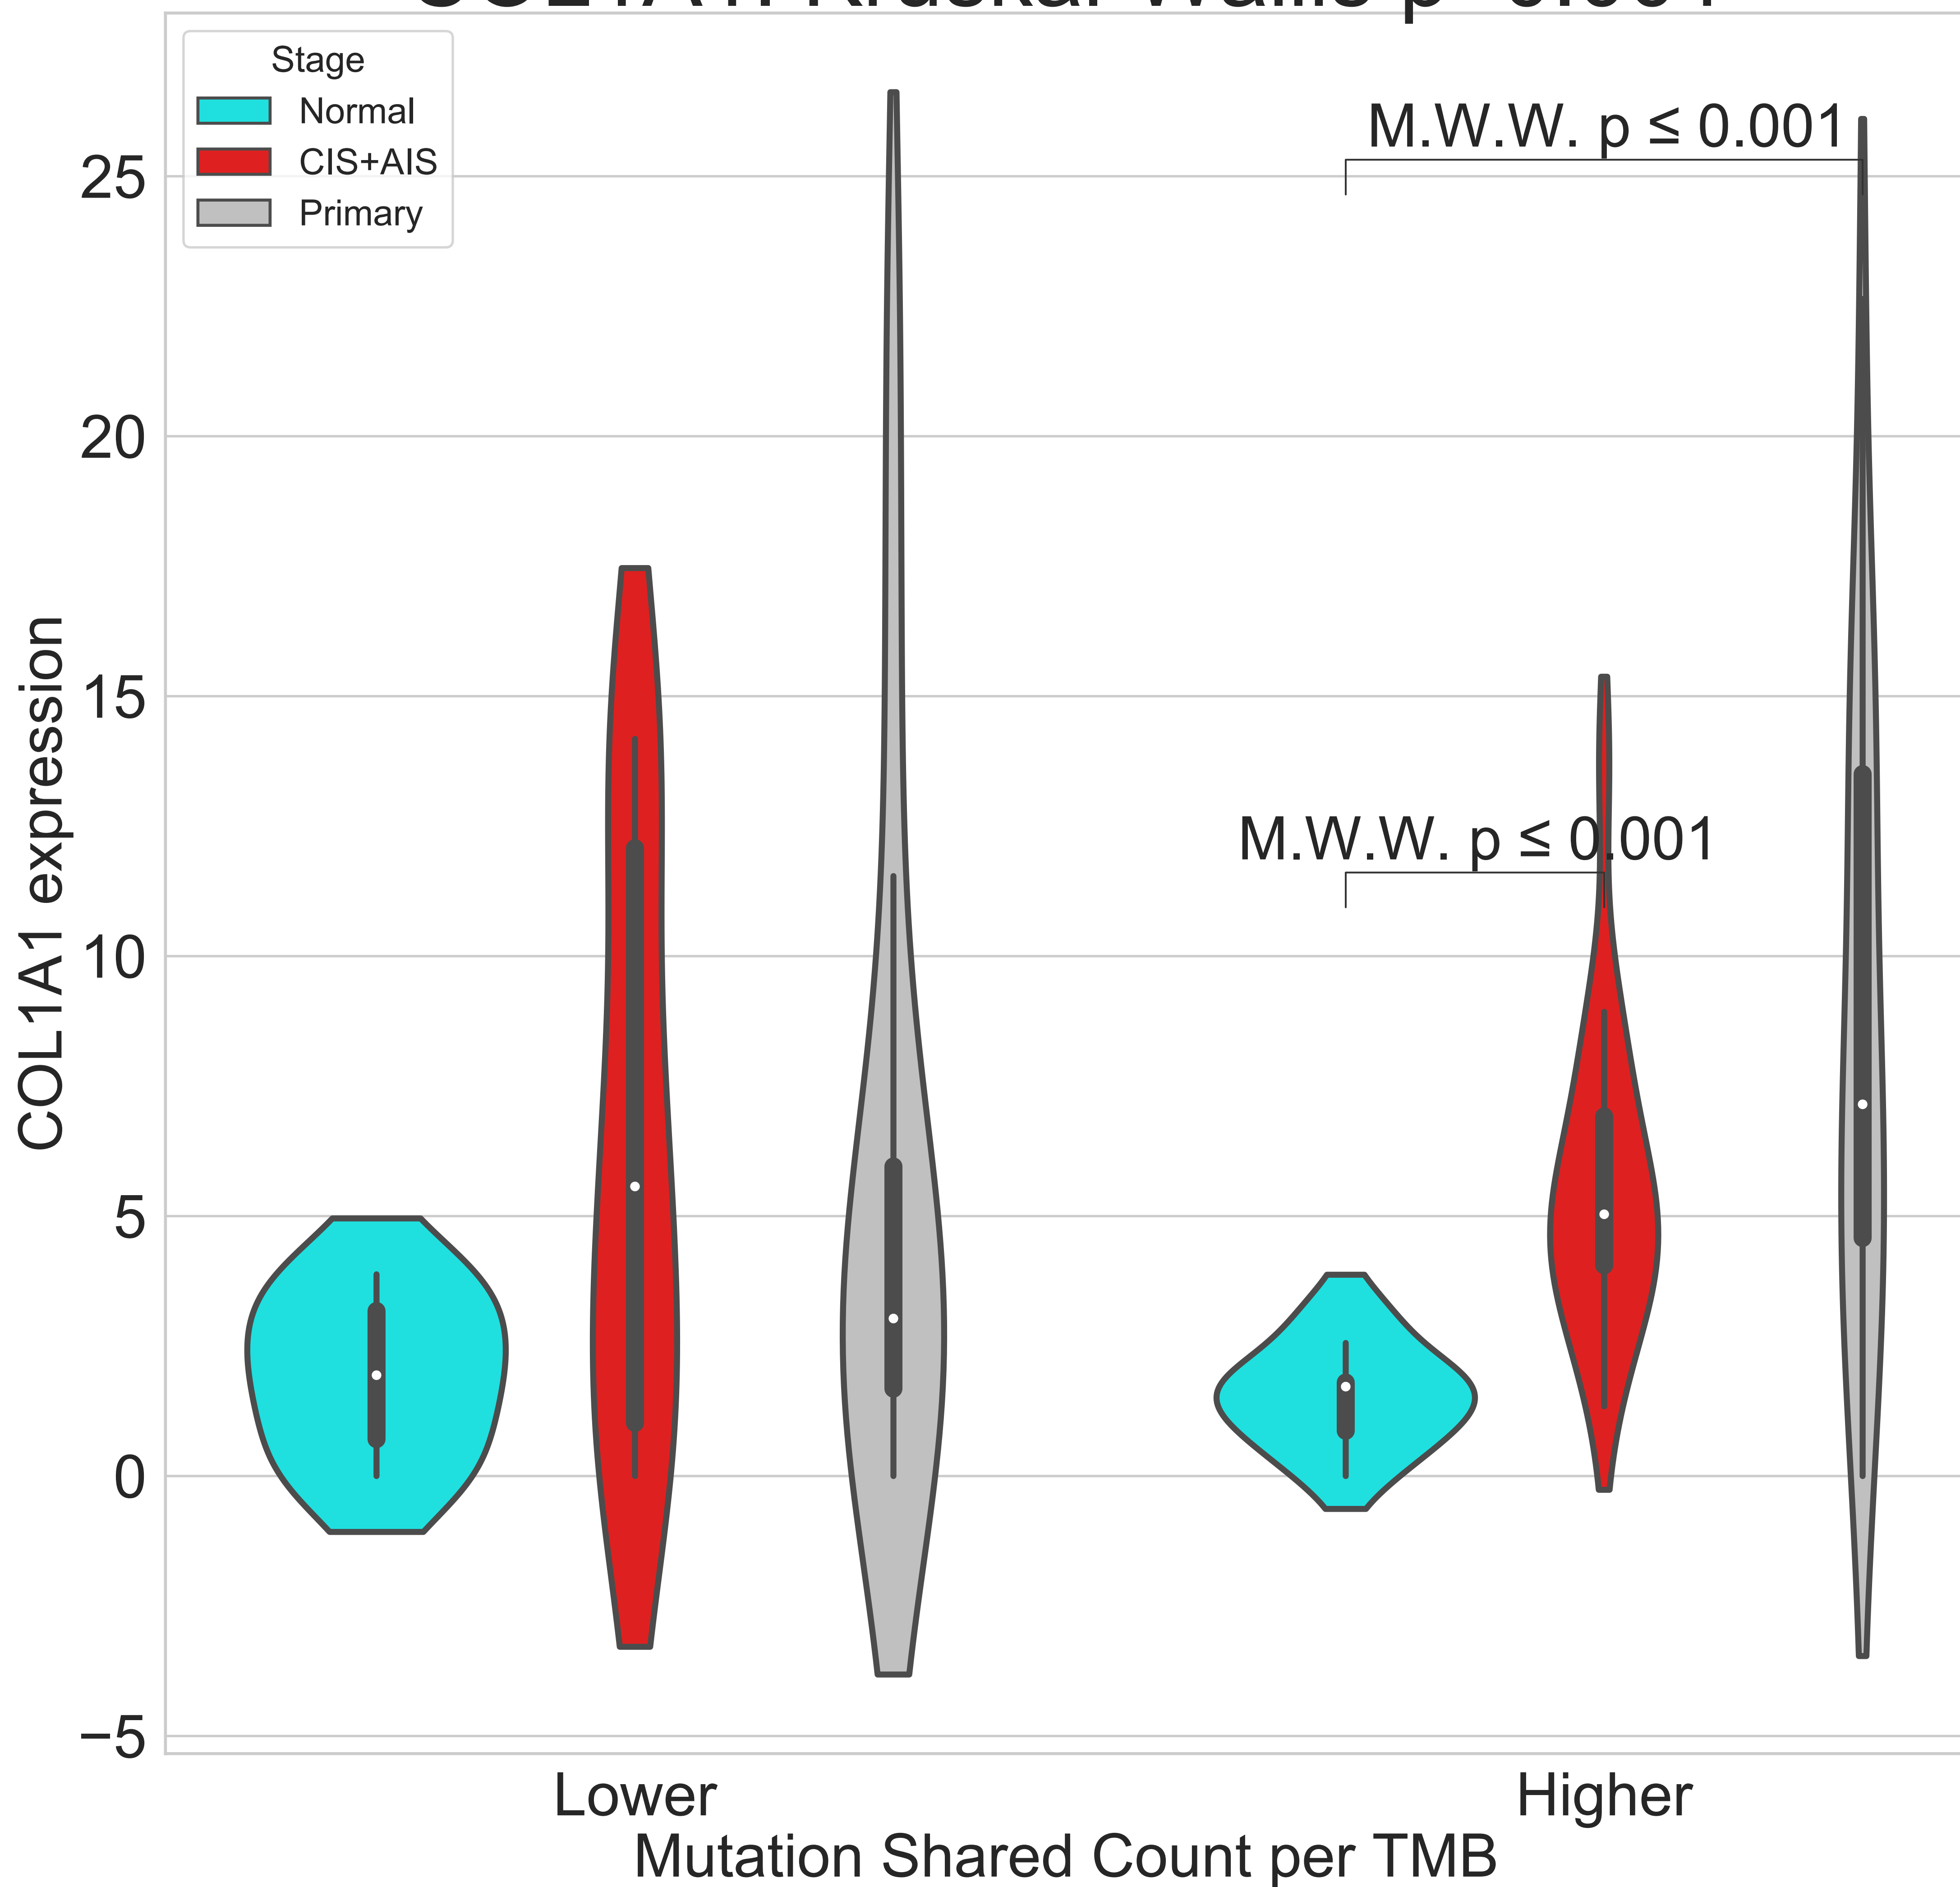 Stage
Normal
CIS+AIS
Primary
M.W.W. p ≤ 0.001
M.W.W. p ≤ 0.001
25
20
15
10
5
0
−5
COL1A1 expression
Lower
Higher
Mutation Shared Count per TMB